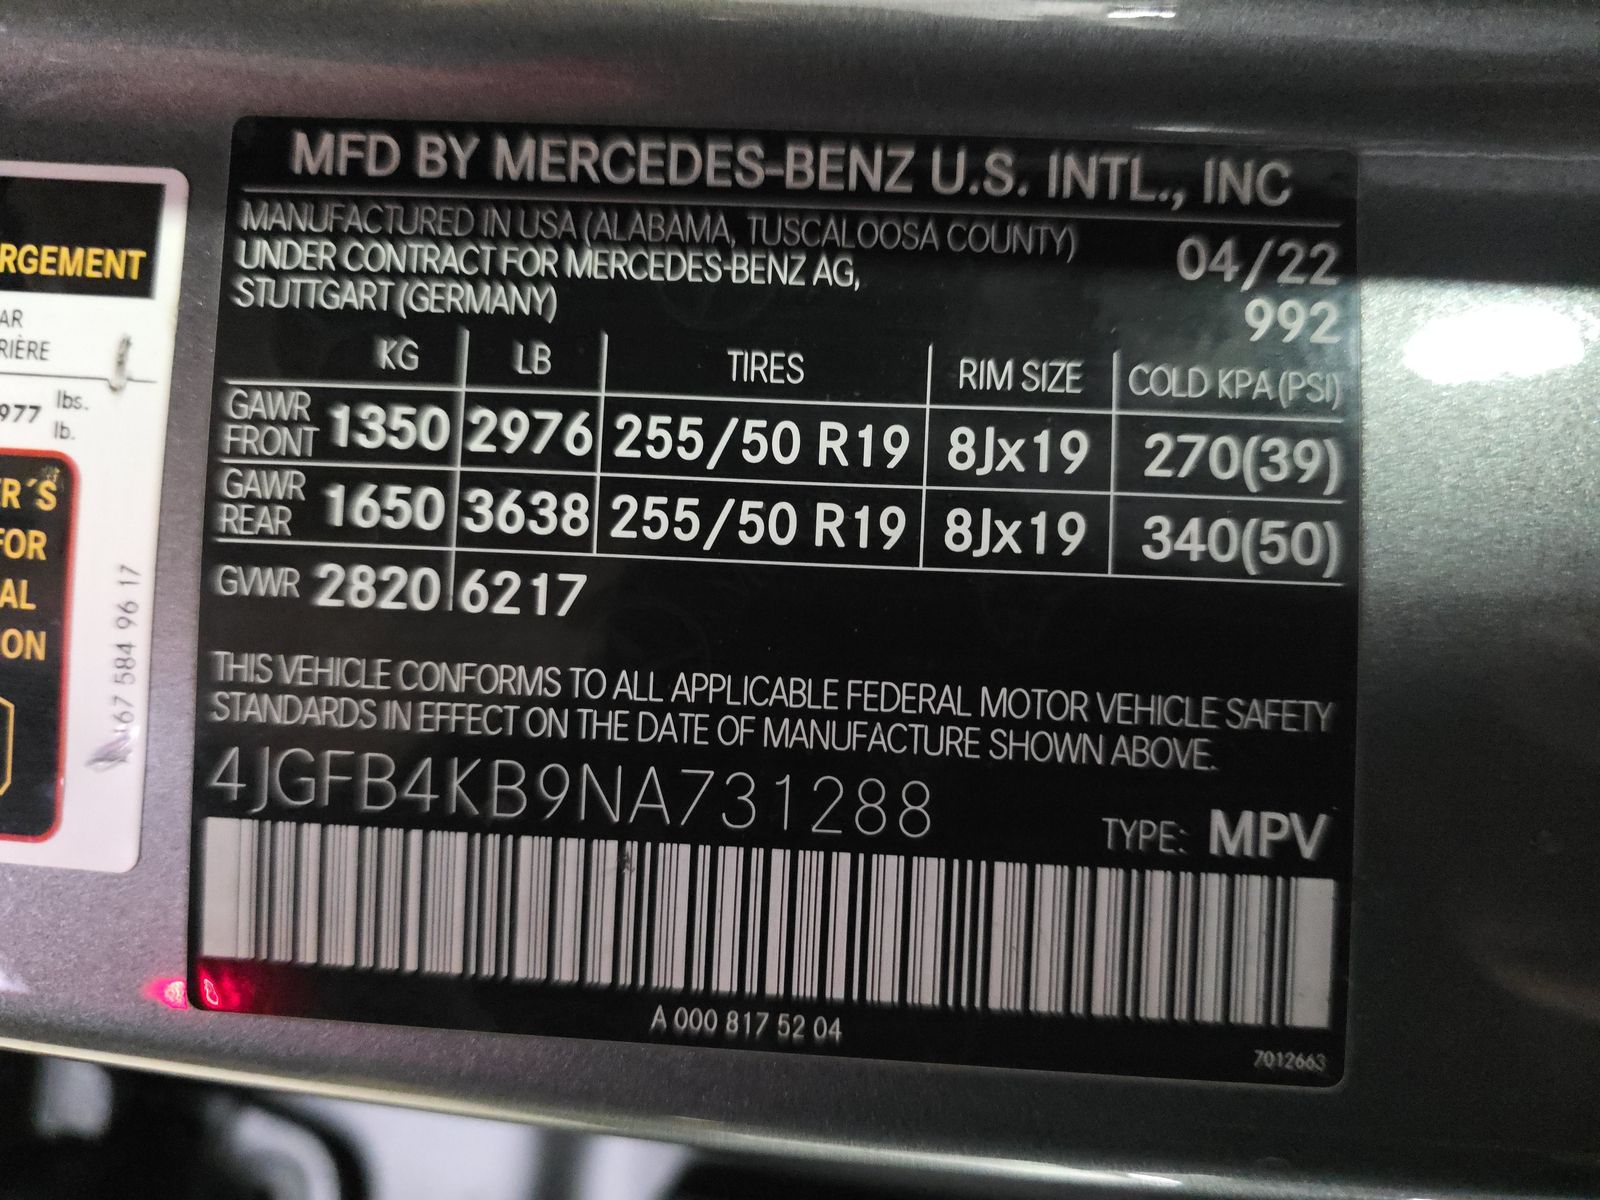 MFD BY MERCEDES-BENZ U.S. INTL., INC
MANUFACTURED IN USA (ALABAMA, TUSCALOOSA COUNTY)
UNDER CONTRACT FOR MERCEDES-BENZ AG,
STUTTGART (GERMANY)
04/22
992
KG LB TIRES RIM SIZE COLD KPA (PSI)
GAWR FRONT 1350 2976 255/50 R19 8Jx19 270(39)
GAWR REAR 1650 3638 255/50 R19 8Jx19 340(50)
GVWR 2820 6217
THIS VEHICLE CONFORMS TO ALL APPLICABLE FEDERAL MOTOR VEHICLE SAFETY
STANDARDS IN EFFECT ON THE DATE OF MANUFACTURE SHOWN ABOVE.
4JGFB4KB9NA731288
TYPE: MPV
A 000 817 52 04
7012663
RGEMENT
AR
RIÈRE
977 lbs.
lb.
ER´S
FOR
AL
ON
167 584 96 17